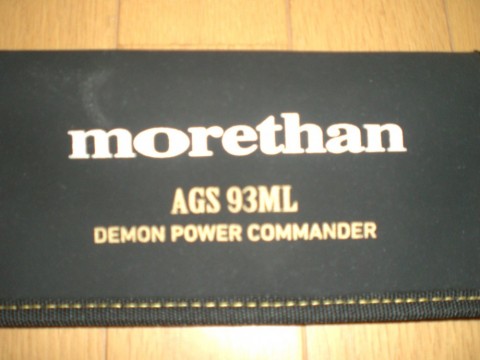 morethan
AGS 93ML
DEMON POWER COMMANDER